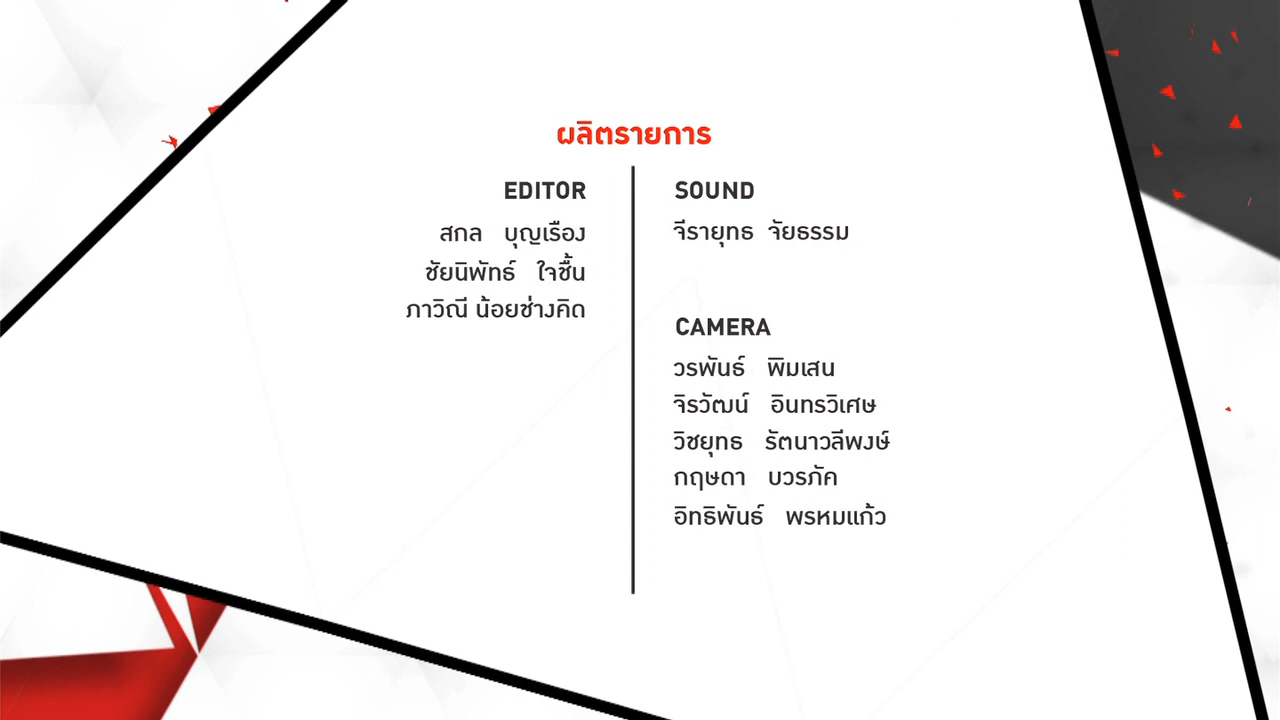 ผลิตรายการ
EDITOR
สกล บุญเรือง
ชัยนิพัทธ์ ใจชื้น
ภาวิณี น้อยช่างคิด
SOUND
จีรายุทธ จัยธรรม
CAMERA
วรพันธ์ พิมเสน
จิรวัฒน์ อินทรวิเศษ
วิชยุทธ รัตนาวลีพงษ์
กฤษดา บวรภัค
อิทธิพันธ์ พรหมแก้ว